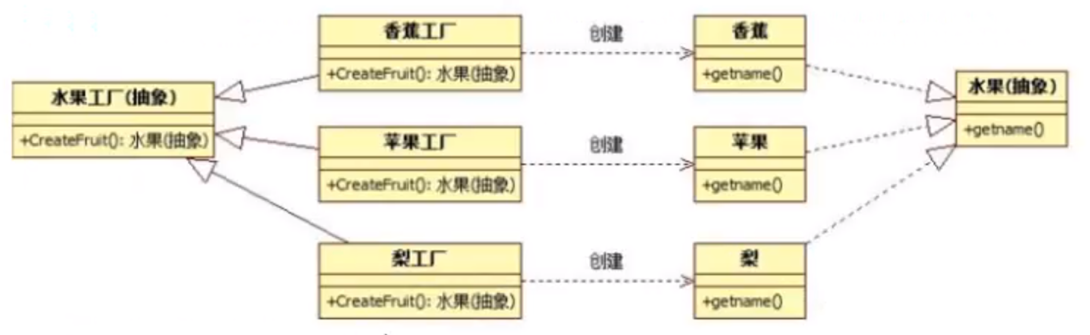 香蕉工厂
+CreateFruit(): 水果(抽象)
创建
香蕉
+getname()
水果工厂(抽象)
+CreateFruit(): 水果(抽象)
水果(抽象)
+getname()
苹果工厂
+CreateFruit(): 水果(抽象)
创建
苹果
+getname()
梨工厂
+CreateFruit(): 水果(抽象)
创建
梨
+getname()